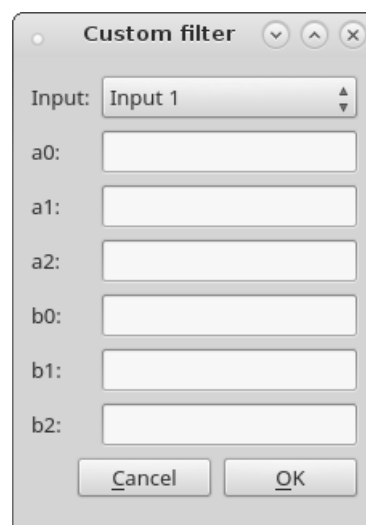 Custom filter
Input: Input 1
a0:
a1:
a2:
b0:
b1:
b2:
Cancel OK